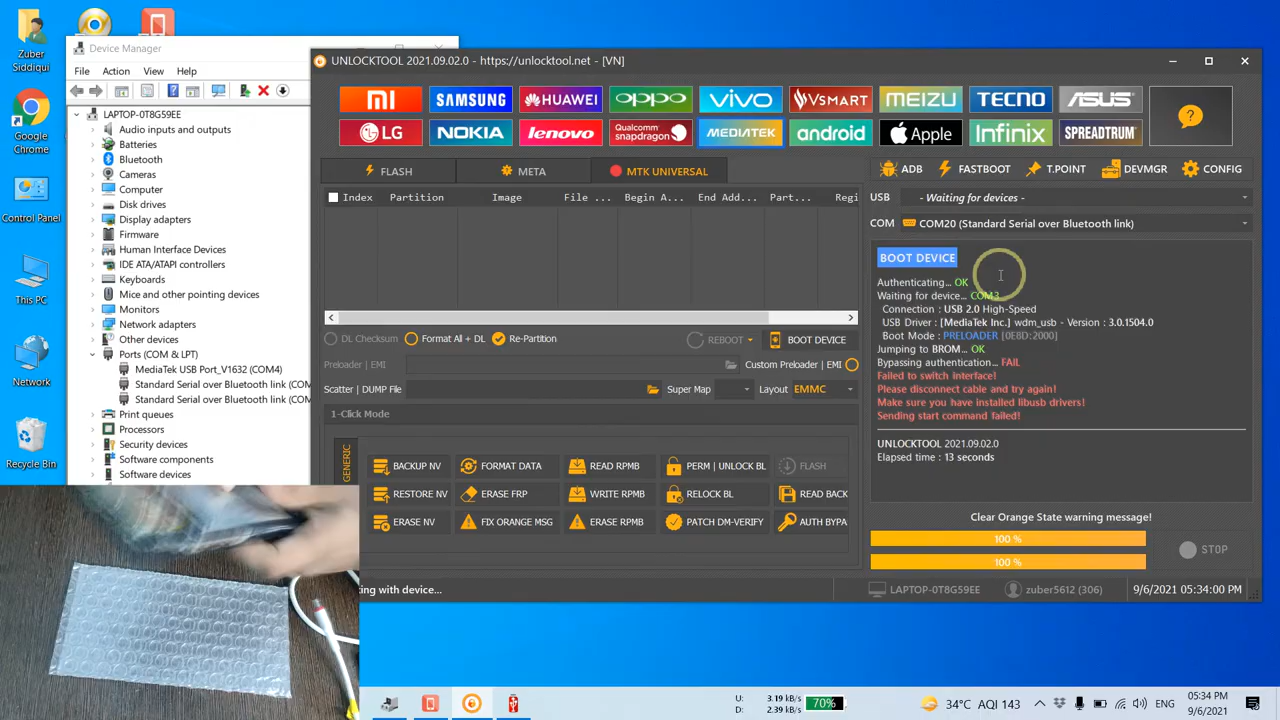 Zuber
Siddiqui
Google
Chrome
Control Panel
This PC
Network
Recycle Bin
Device Manager
File Action View Help
LAPTOP-0T8G59EE
Audio inputs and outputs
Batteries
Bluetooth
Cameras
Computer
Disk drives
Display adapters
Firmware
Human Interface Devices
IDE ATA/ATAPI controllers
Keyboards
Mice and other pointing devices
Monitors
Network adapters
Other devices
Ports (COM & LPT)
MediaTek USB Port_V1632 (COM4)
Standard Serial over Bluetooth link (COM
Standard Serial over Bluetooth link (COM
Print queues
Processors
Security devices
Software components
Software devices
UNLOCKTOOL 2021.09.02.0 - https://unlocktool.net - [VN]
MI SAMSUNG HUAWEI oppo vivo VSMART MEIZU TECNO ASUS
LG NOKIA lenovo Qualcomm snapdragon MEDIATEK android Apple Infinix SPREADTRUM
?
FLASH META MTK UNIVERSAL
ADB FASTBOOT T.POINT DEVMGR CONFIG
Index Partition Image File ... Begin A... End Add... Part... Regi
USB - Waiting for devices -
COM COM20 (Standard Serial over Bluetooth link)
DL Checksum Format All + DL Re-Partition REBOOT BOOT DEVICE
Preloader | EMI Custom Preloader | EMI
Scatter | DUMP File Super Map Layout EMMC
1-Click Mode
GENERIC
BACKUP NV FORMAT DATA READ RPMB PERM | UNLOCK BL FLASH
RESTORE NV ERASE FRP WRITE RPMB RELOCK BL READ BACK
ERASE NV FIX ORANGE MSG ERASE RPMB PATCH DM-VERIFY AUTH BYPA
BOOT DEVICE
Authenticating... OK
Waiting for device... COM3
Connection : USB 2.0 High-Speed
USB Driver : [MediaTek Inc.] wdm_usb - Version : 3.0.1504.0
Boot Mode : PRELOADER [0E8D:2000]
Jumping to BROM... OK
Bypassing authentication... FAIL
Failed to switch interface!
Please disconnect cable and try again!
Make sure you have installed libusb drivers!
Sending start command failed!
UNLOCKTOOL 2021.09.02.0
Elapsed time : 13 seconds
Clear Orange State warning message!
100 %
100 %
STOP
ting with device...
LAPTOP-0T8G59EE zuber5612 (306) 9/6/2021 05:34:00 PM
U: 3.19 kB/s
D: 2.39 kB/s
70%
34°C AQI 143
ENG
05:34 PM
9/6/2021